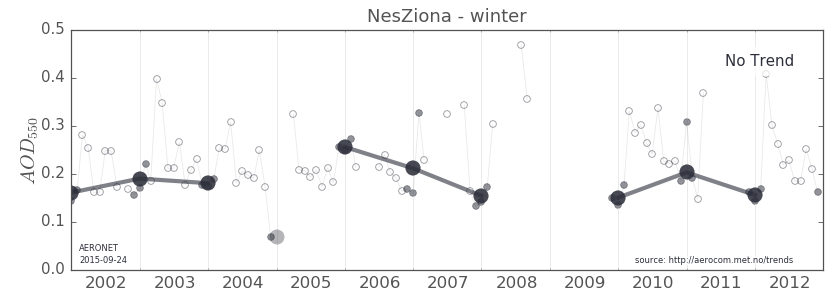 NesZiona - winter
0.5
0.4
0.3
0.2
0.1
0.0
AOD550
No Trend
AERONET
2015-09-24
source: http://aerocom.met.no/trends
2002 2003 2004 2005 2006 2007 2008 2009 2010 2011 2012